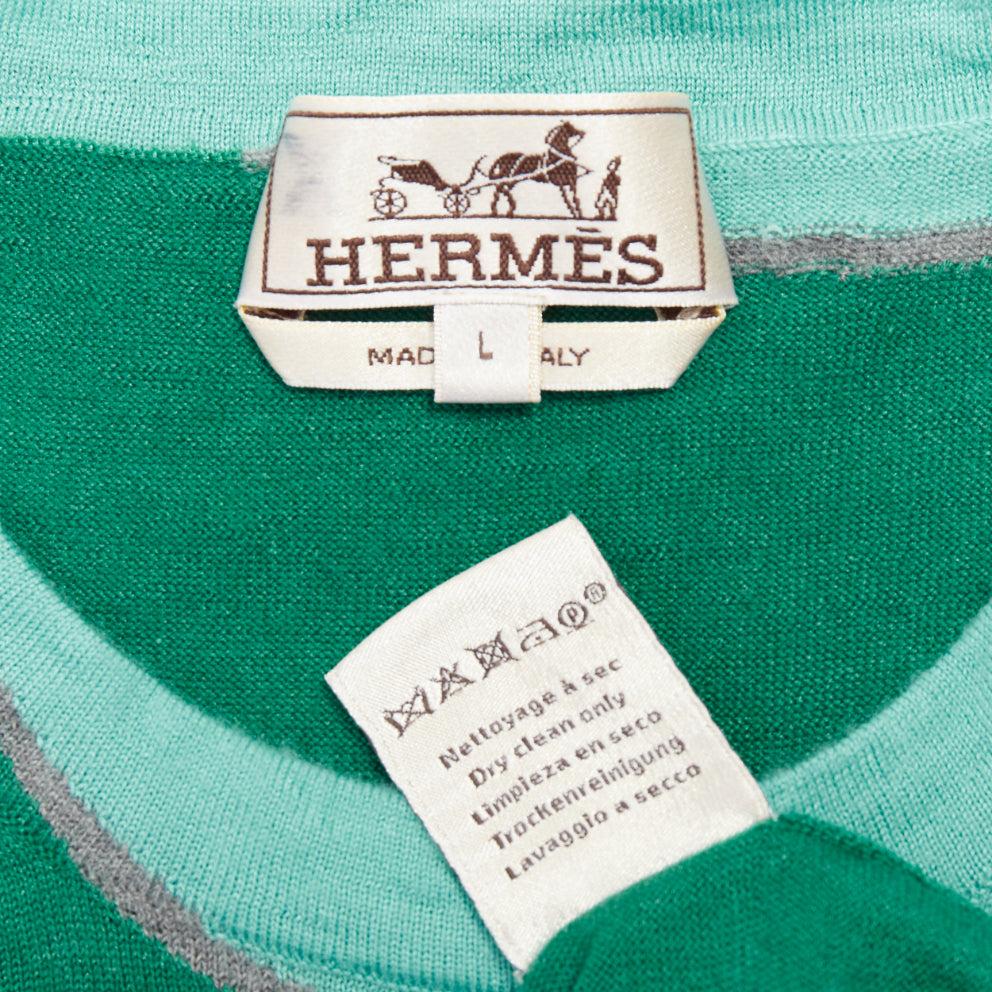 HERMÈS
MAD L ALY
P ®
Nettoyage à sec
Dry clean only
Limpieza en seco
Trockenreinigung
Lavaggio a secco